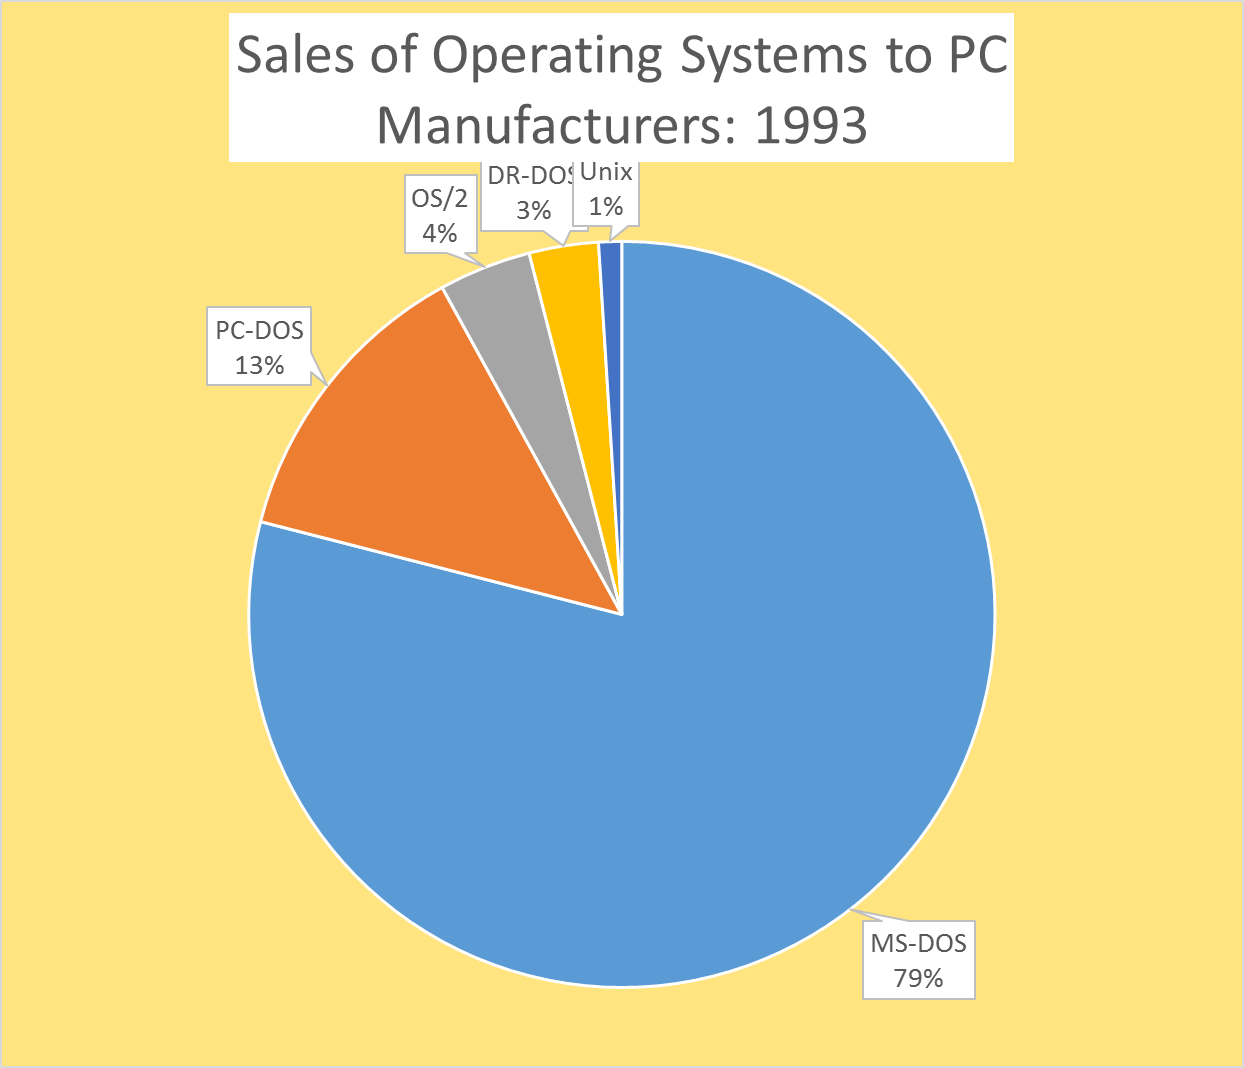 Sales of Operating Systems to PC
Manufacturers: 1993
DR-DOS
3%
Unix
1%
OS/2
4%
PC-DOS
13%
MS-DOS
79%